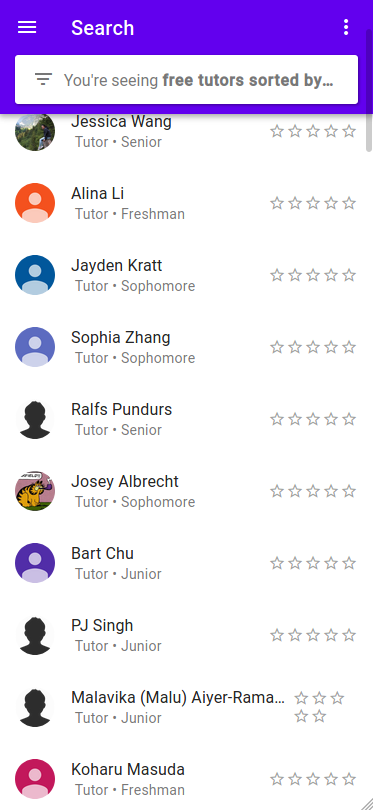 Search
You're seeing free tutors sorted by...
Jessica Wang
Tutor • Senior
Alina Li
Tutor • Freshman
Jayden Kratt
Tutor • Sophomore
Sophia Zhang
Tutor • Sophomore
Ralfs Pundurs
Tutor • Senior
Josey Albrecht
Tutor • Sophomore
Bart Chu
Tutor • Junior
PJ Singh
Tutor • Junior
Malavika (Malu) Aiyer-Rama...
Tutor • Junior
Koharu Masuda
Tutor • Freshman